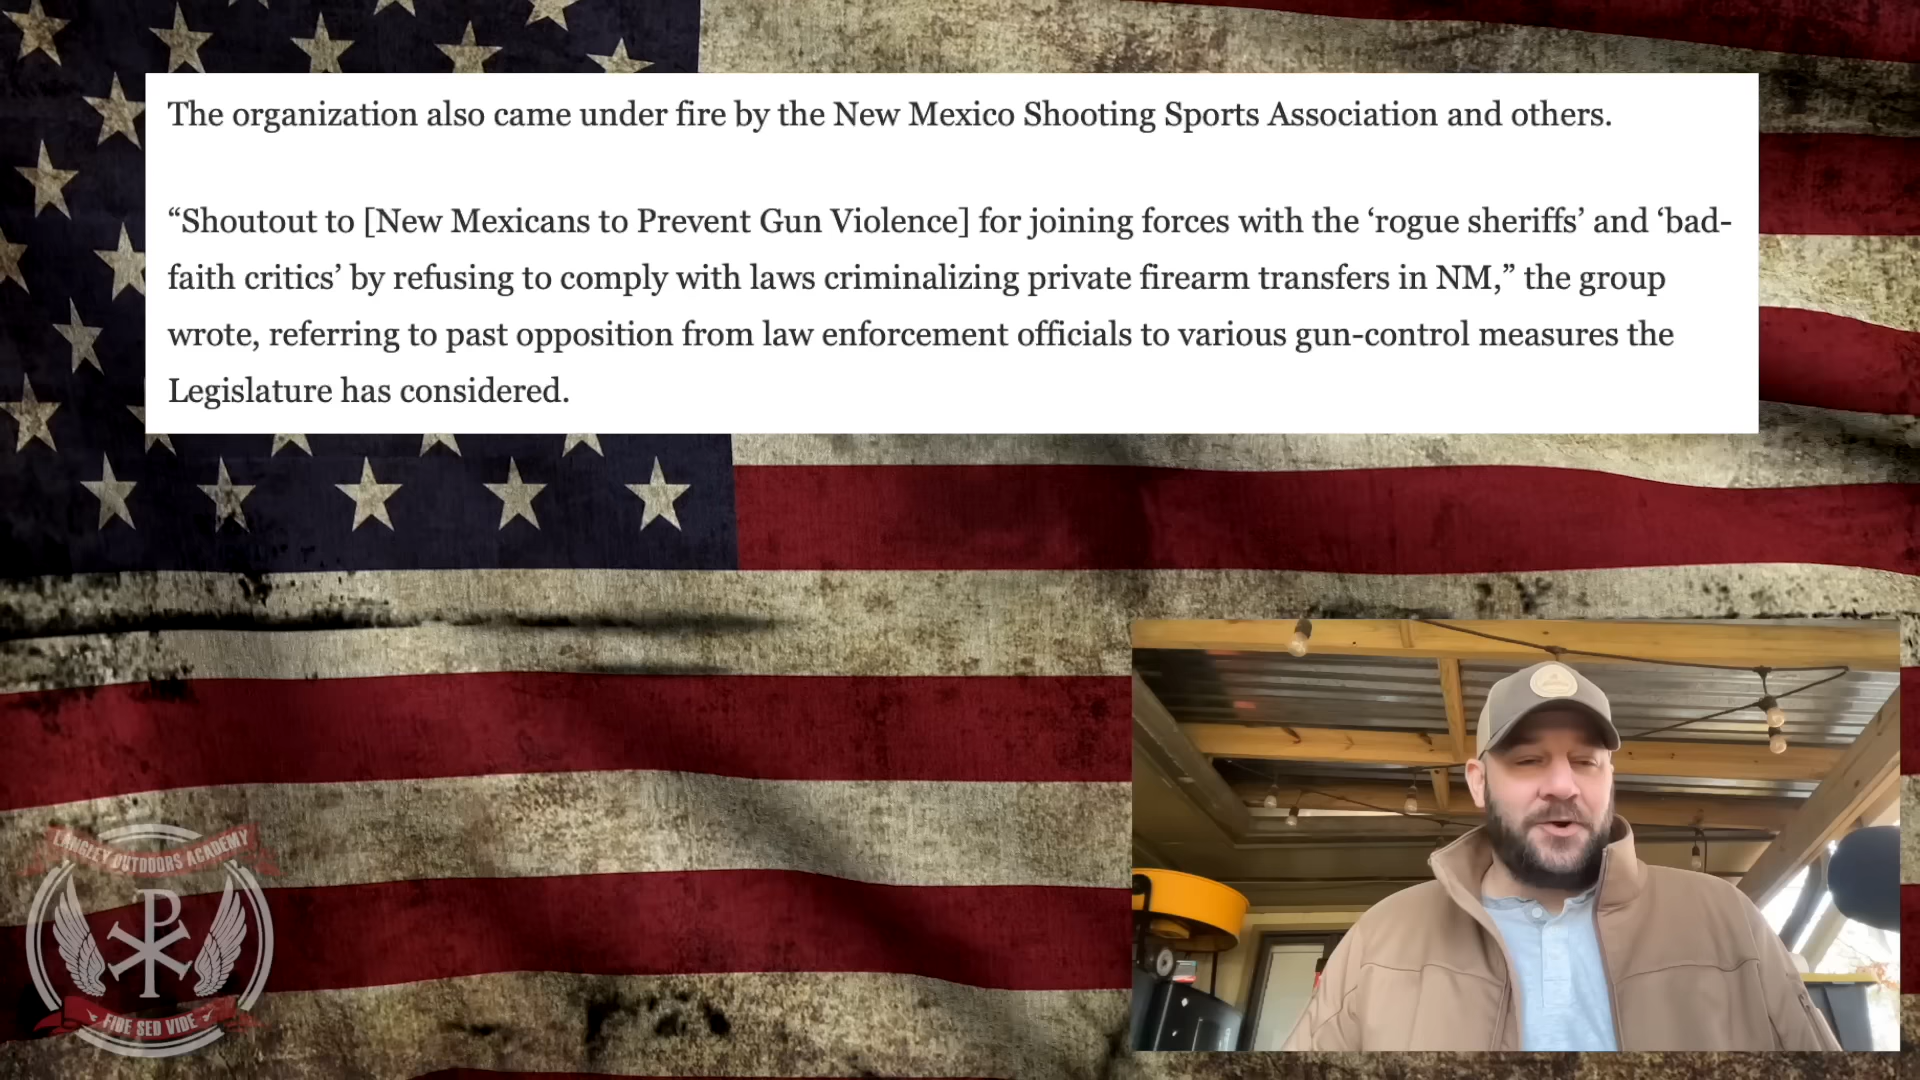 The organization also came under fire by the New Mexico Shooting Sports Association and others.
“Shoutout to [New Mexicans to Prevent Gun Violence] for joining forces with the ‘rogue sheriffs’ and ‘bad-
faith critics’ by refusing to comply with laws criminalizing private firearm transfers in NM,” the group
wrote, referring to past opposition from law enforcement officials to various gun-control measures the
Legislature has considered.
LANGLEY OUTDOORS ACADEMY
FIDE SED VIDE